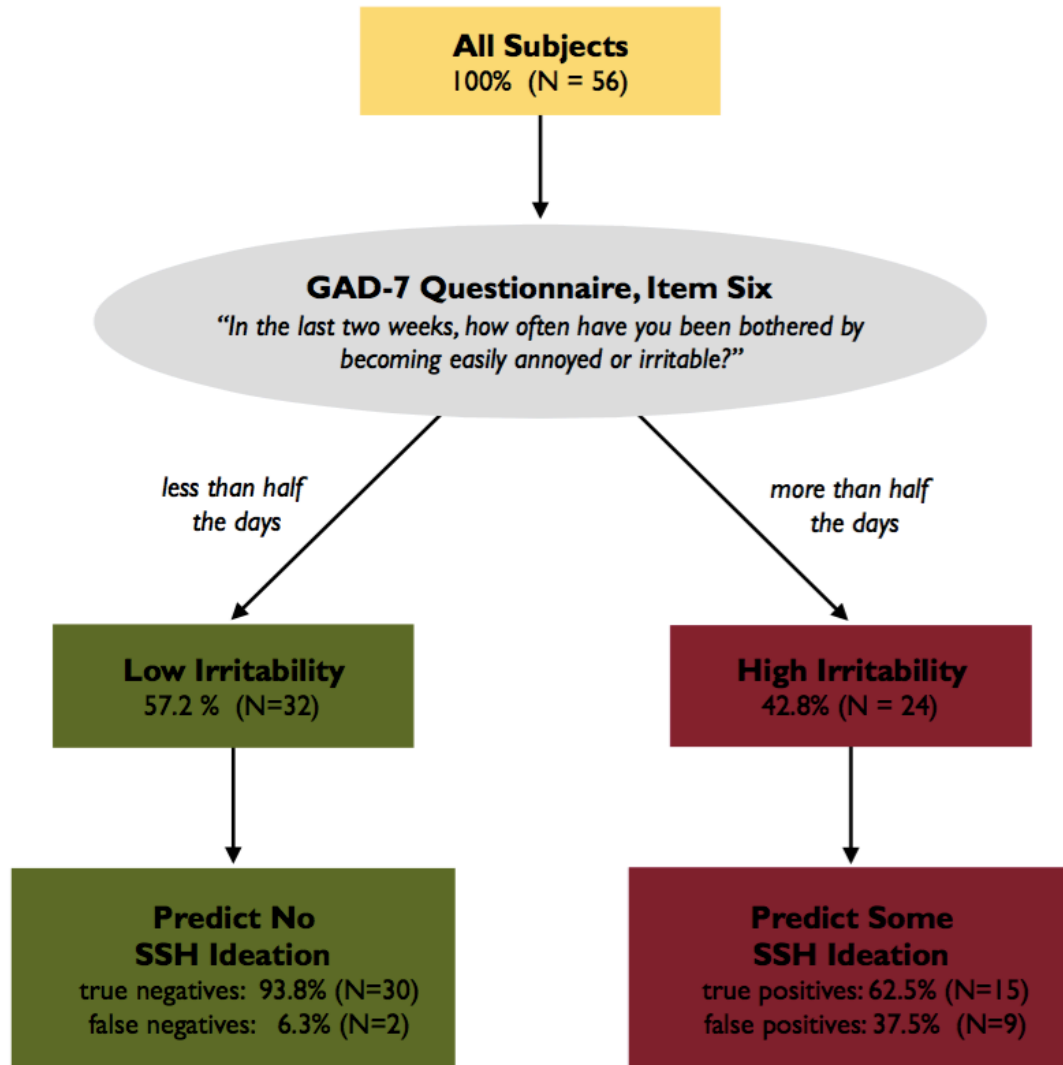 All Subjects
100% (N = 56)
GAD-7 Questionnaire, Item Six
“In the last two weeks, how often have you been bothered by
becoming easily annoyed or irritable?”
less than half
the days
more than half
the days
Low Irritability
57.2 % (N=32)
High Irritability
42.8% (N = 24)
Predict No
SSH Ideation
true negatives: 93.8% (N=30)
false negatives: 6.3% (N=2)
Predict Some
SSH Ideation
true positives: 62.5% (N=15)
false positives: 37.5% (N=9)